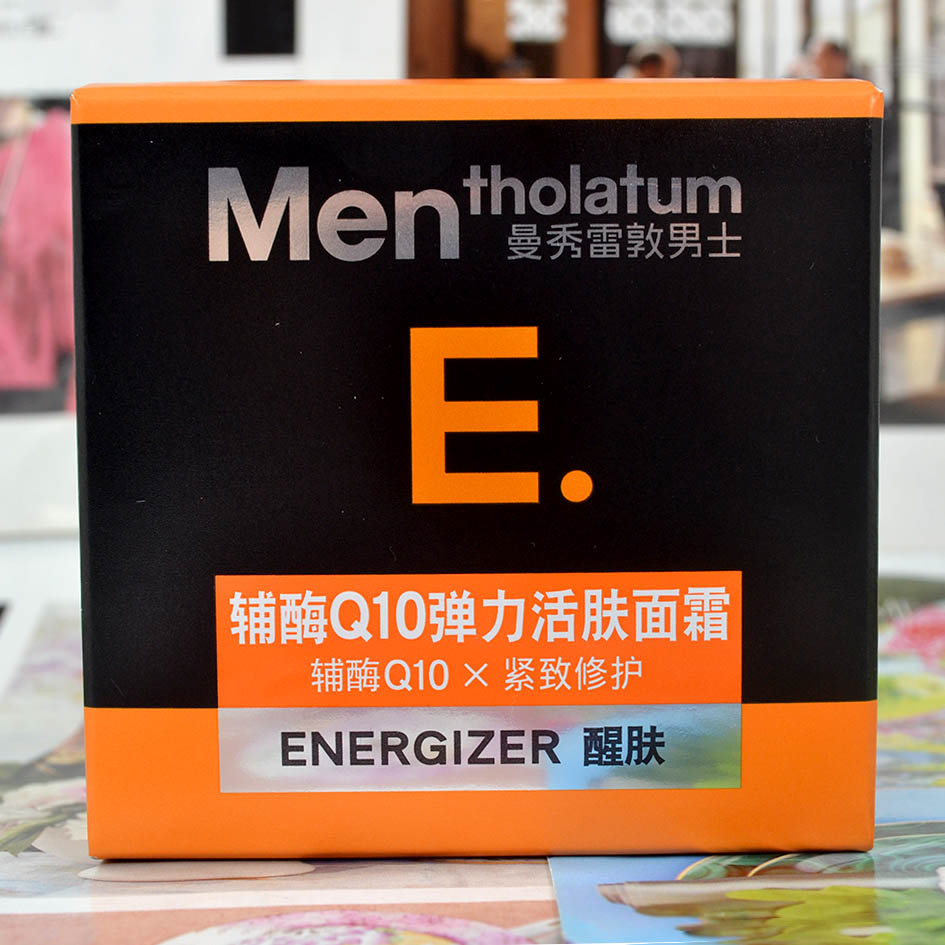 Mentholatum
曼秀雷敦男士
E.
辅酶Q10弹力活肤面霜
辅酶Q10 × 紧致修护
ENERGIZER 醒肤